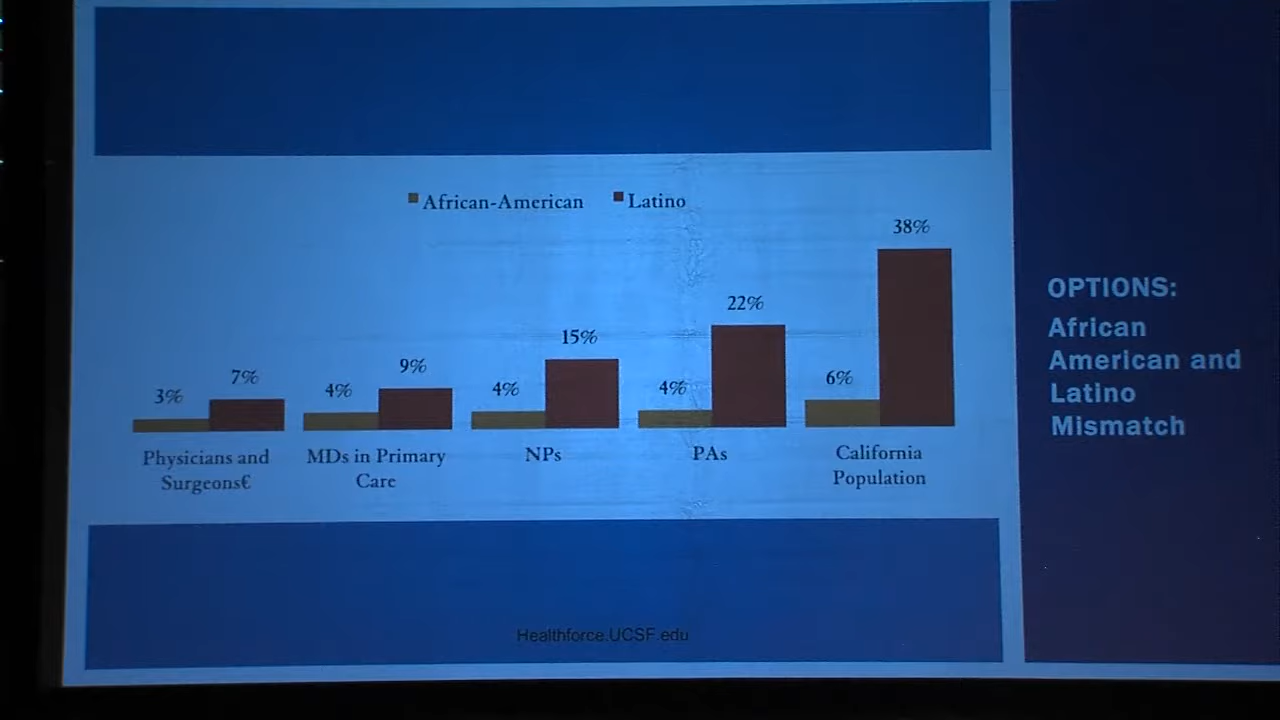 African-American Latino
38%
22%
15%
9%
7%
3%
4%
4%
4%
6%
Physicians and
Surgeons€
MDs in Primary
Care
NPs
PAs
California
Population
OPTIONS:
African
American and
Latino
Mismatch
Healthforce.UCSF.edu